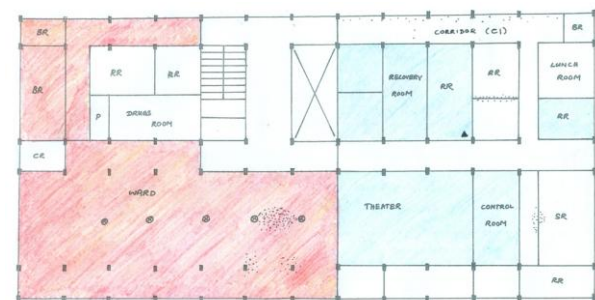 BR
CORRIDOR (C1)
BR
BR
RR
BR
P
DRUGS
ROOM
RECOVERY
ROOM
RR
RR
LUNCH
ROOM
RR
CR
WARD
THEATER
CONTROL
ROOM
SR
RR